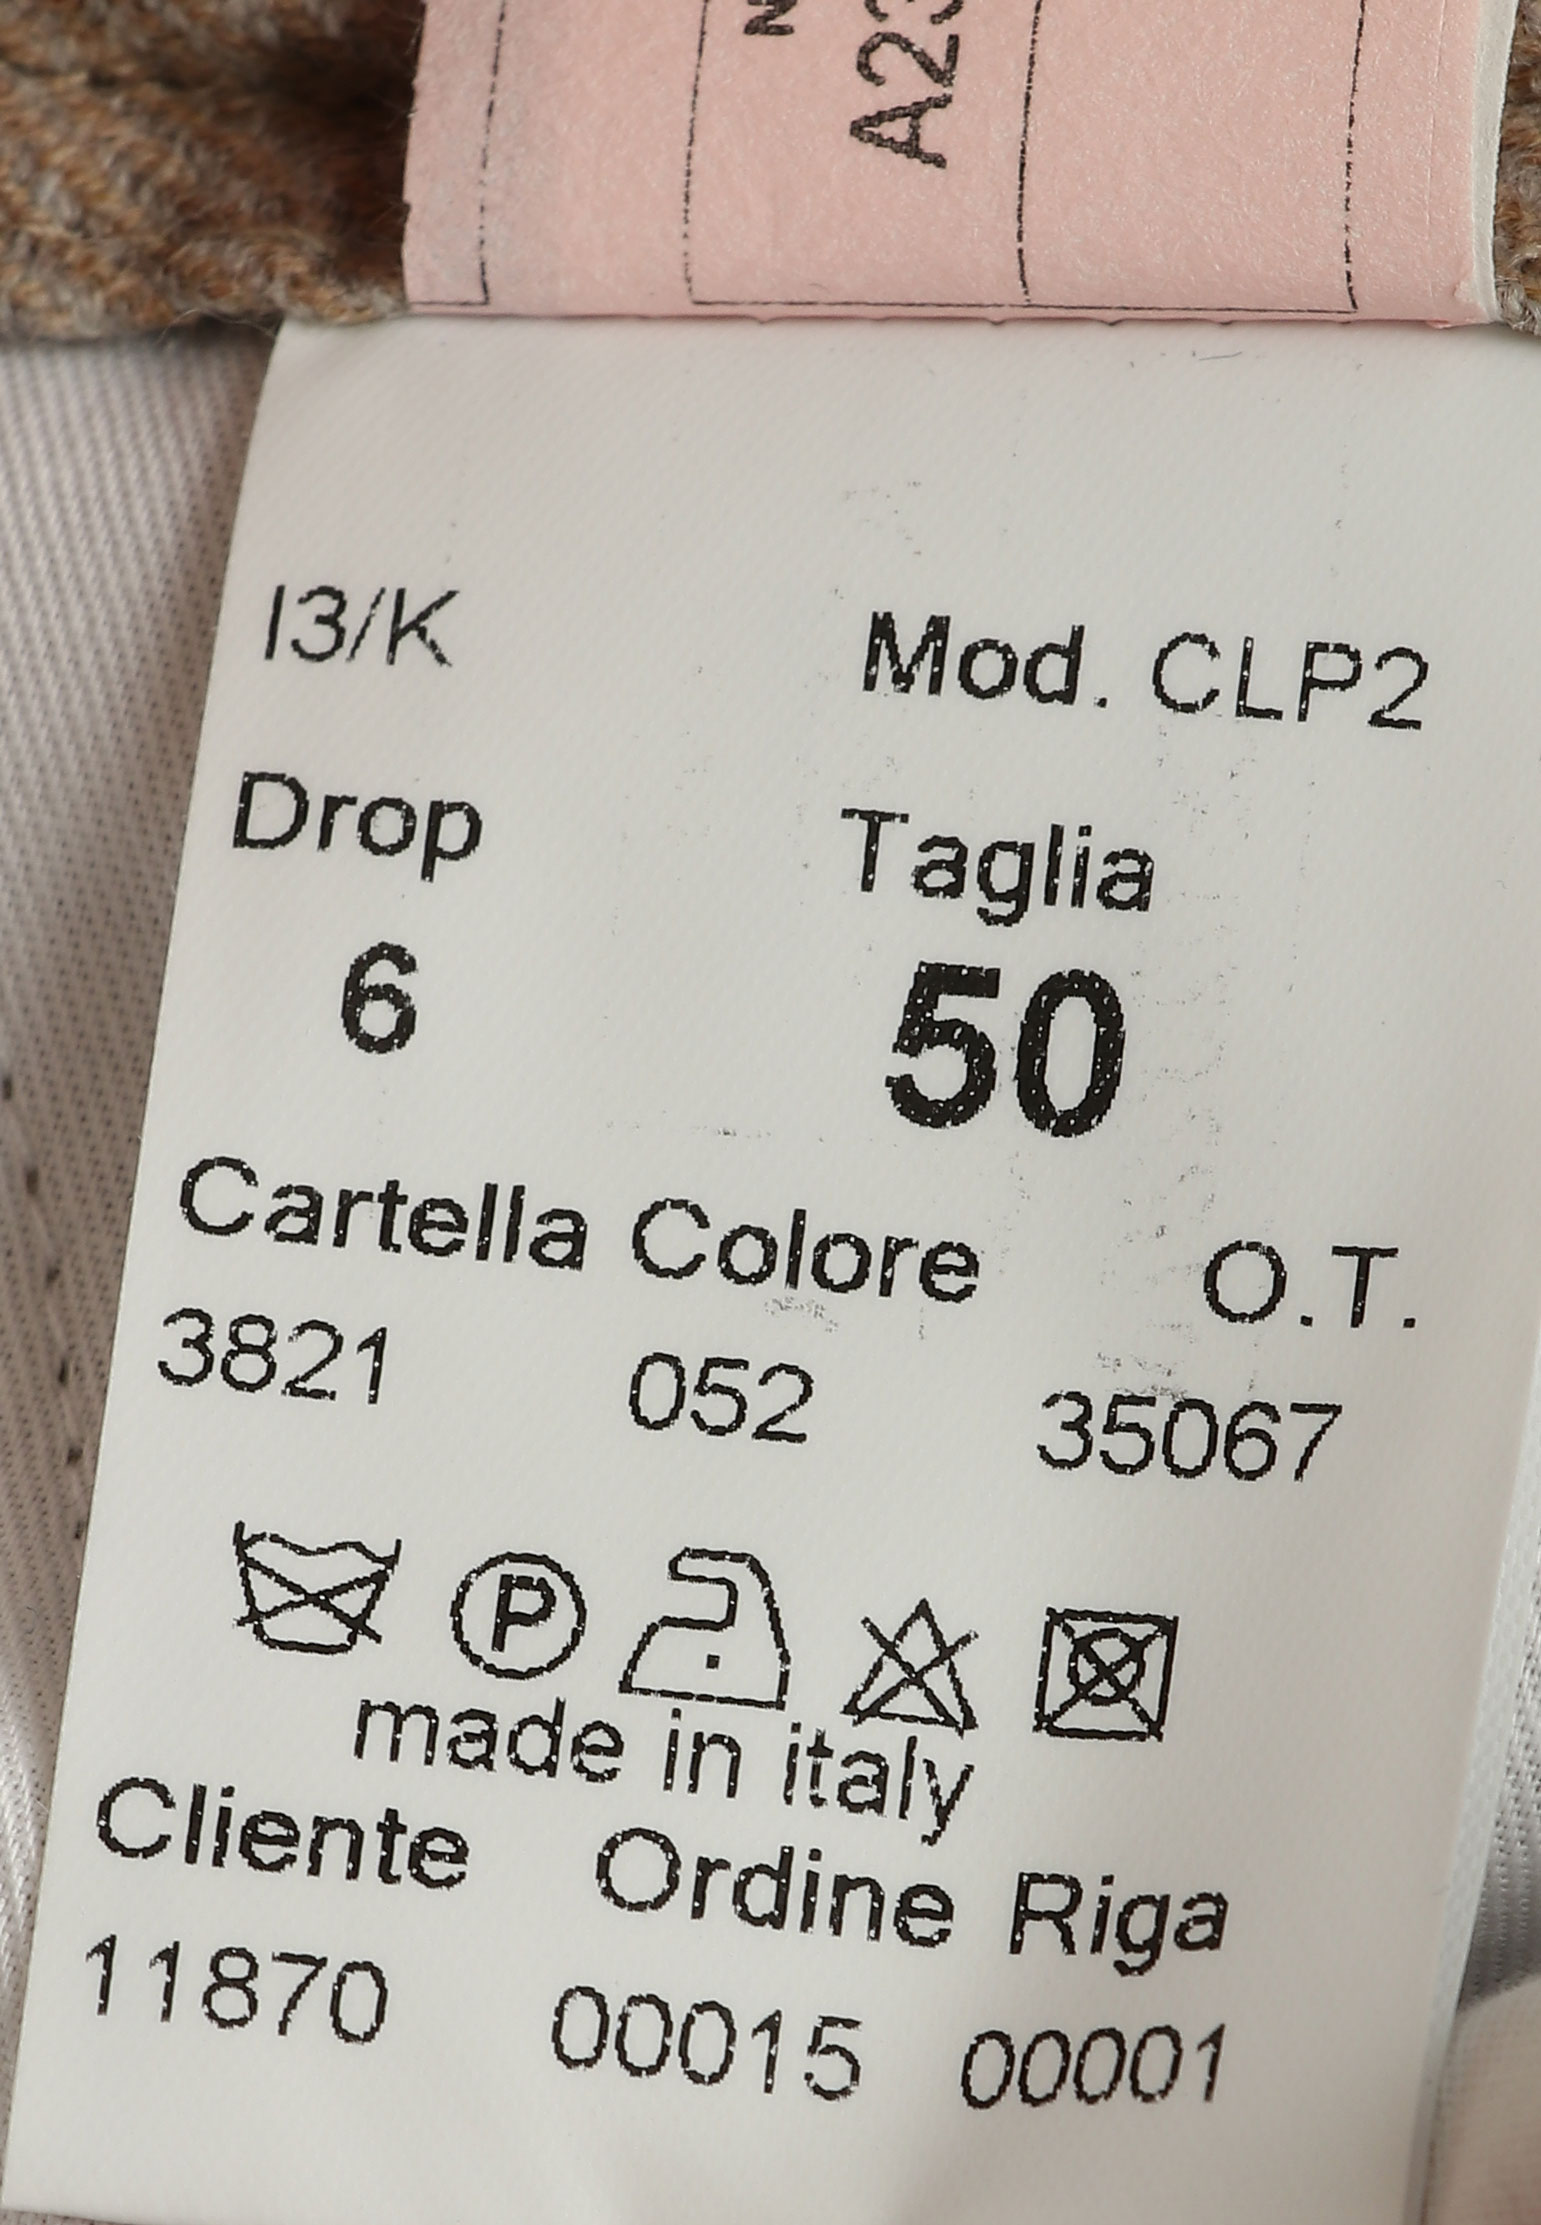 A23
I3/K Mod. CLP2
Drop Taglia
6 50
Cartella Colore O.T.
3821 052 35067
P
made in italy
Cliente Ordine Riga
11870 00015 00001